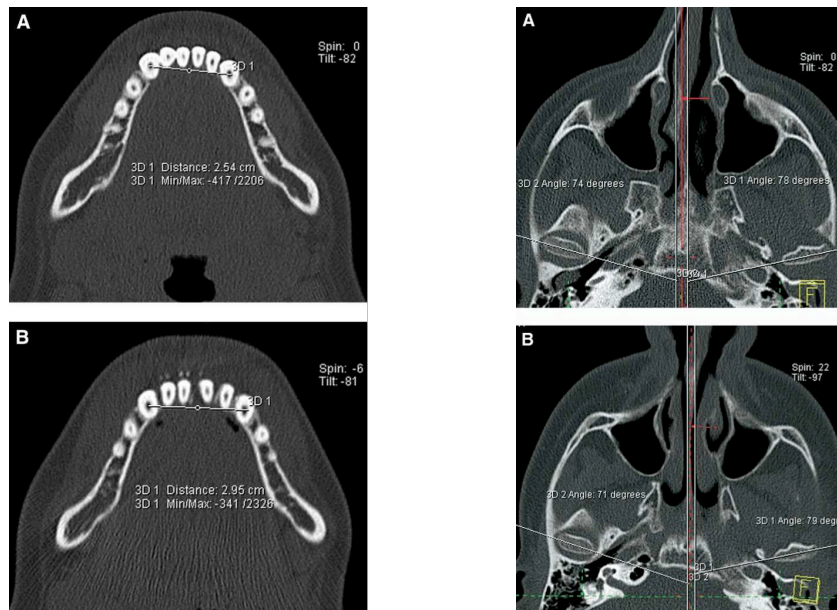 A
Spin: 0
Tilt: -82
3D 1
3D 1 Distance: 2.54 cm
3D 1 Min/Max: -417 /2206
B
Spin: -6
Tilt: -81
3D 1
3D 1 Distance: 2.95 cm
3D 1 Min/Max: -341 /2326
A
Spin: 0
Tilt: -82
3D 2 Angle: 74 degrees
3D 1 Angle: 78 degrees
F
B
Spin: 22
Tilt: -97
3D 2 Angle: 71 degrees
3D 1 Angle: 79 deg
3D 1
3D 2
F